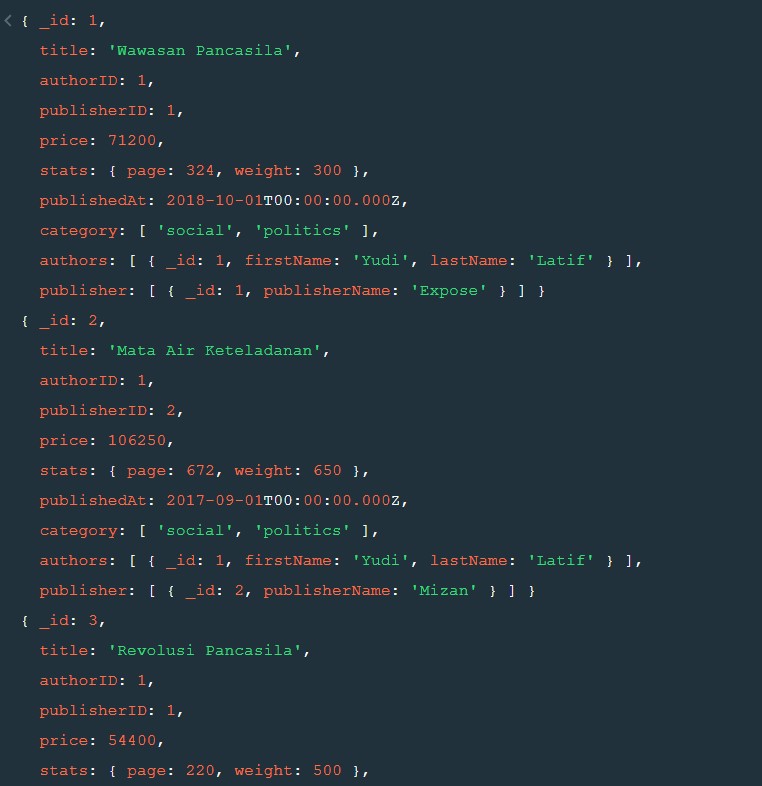 { _id: 1,
title: 'Wawasan Pancasila',
authorID: 1,
publisherID: 1,
price: 71200,
stats: { page: 324, weight: 300 },
publishedAt: 2018-10-01T00:00:00.000Z,
category: [ 'social', 'politics' ],
authors: [ { _id: 1, firstName: 'Yudi', lastName: 'Latif' } ],
publisher: [ { _id: 1, publisherName: 'Expose' } ] }
{ _id: 2,
title: 'Mata Air Keteladanan',
authorID: 1,
publisherID: 2,
price: 106250,
stats: { page: 672, weight: 650 },
publishedAt: 2017-09-01T00:00:00.000Z,
category: [ 'social', 'politics' ],
authors: [ { _id: 1, firstName: 'Yudi', lastName: 'Latif' } ],
publisher: [ { _id: 2, publisherName: 'Mizan' } ] }
{ _id: 3,
title: 'Revolusi Pancasila',
authorID: 1,
publisherID: 1,
price: 54400,
stats: { page: 220, weight: 500 },